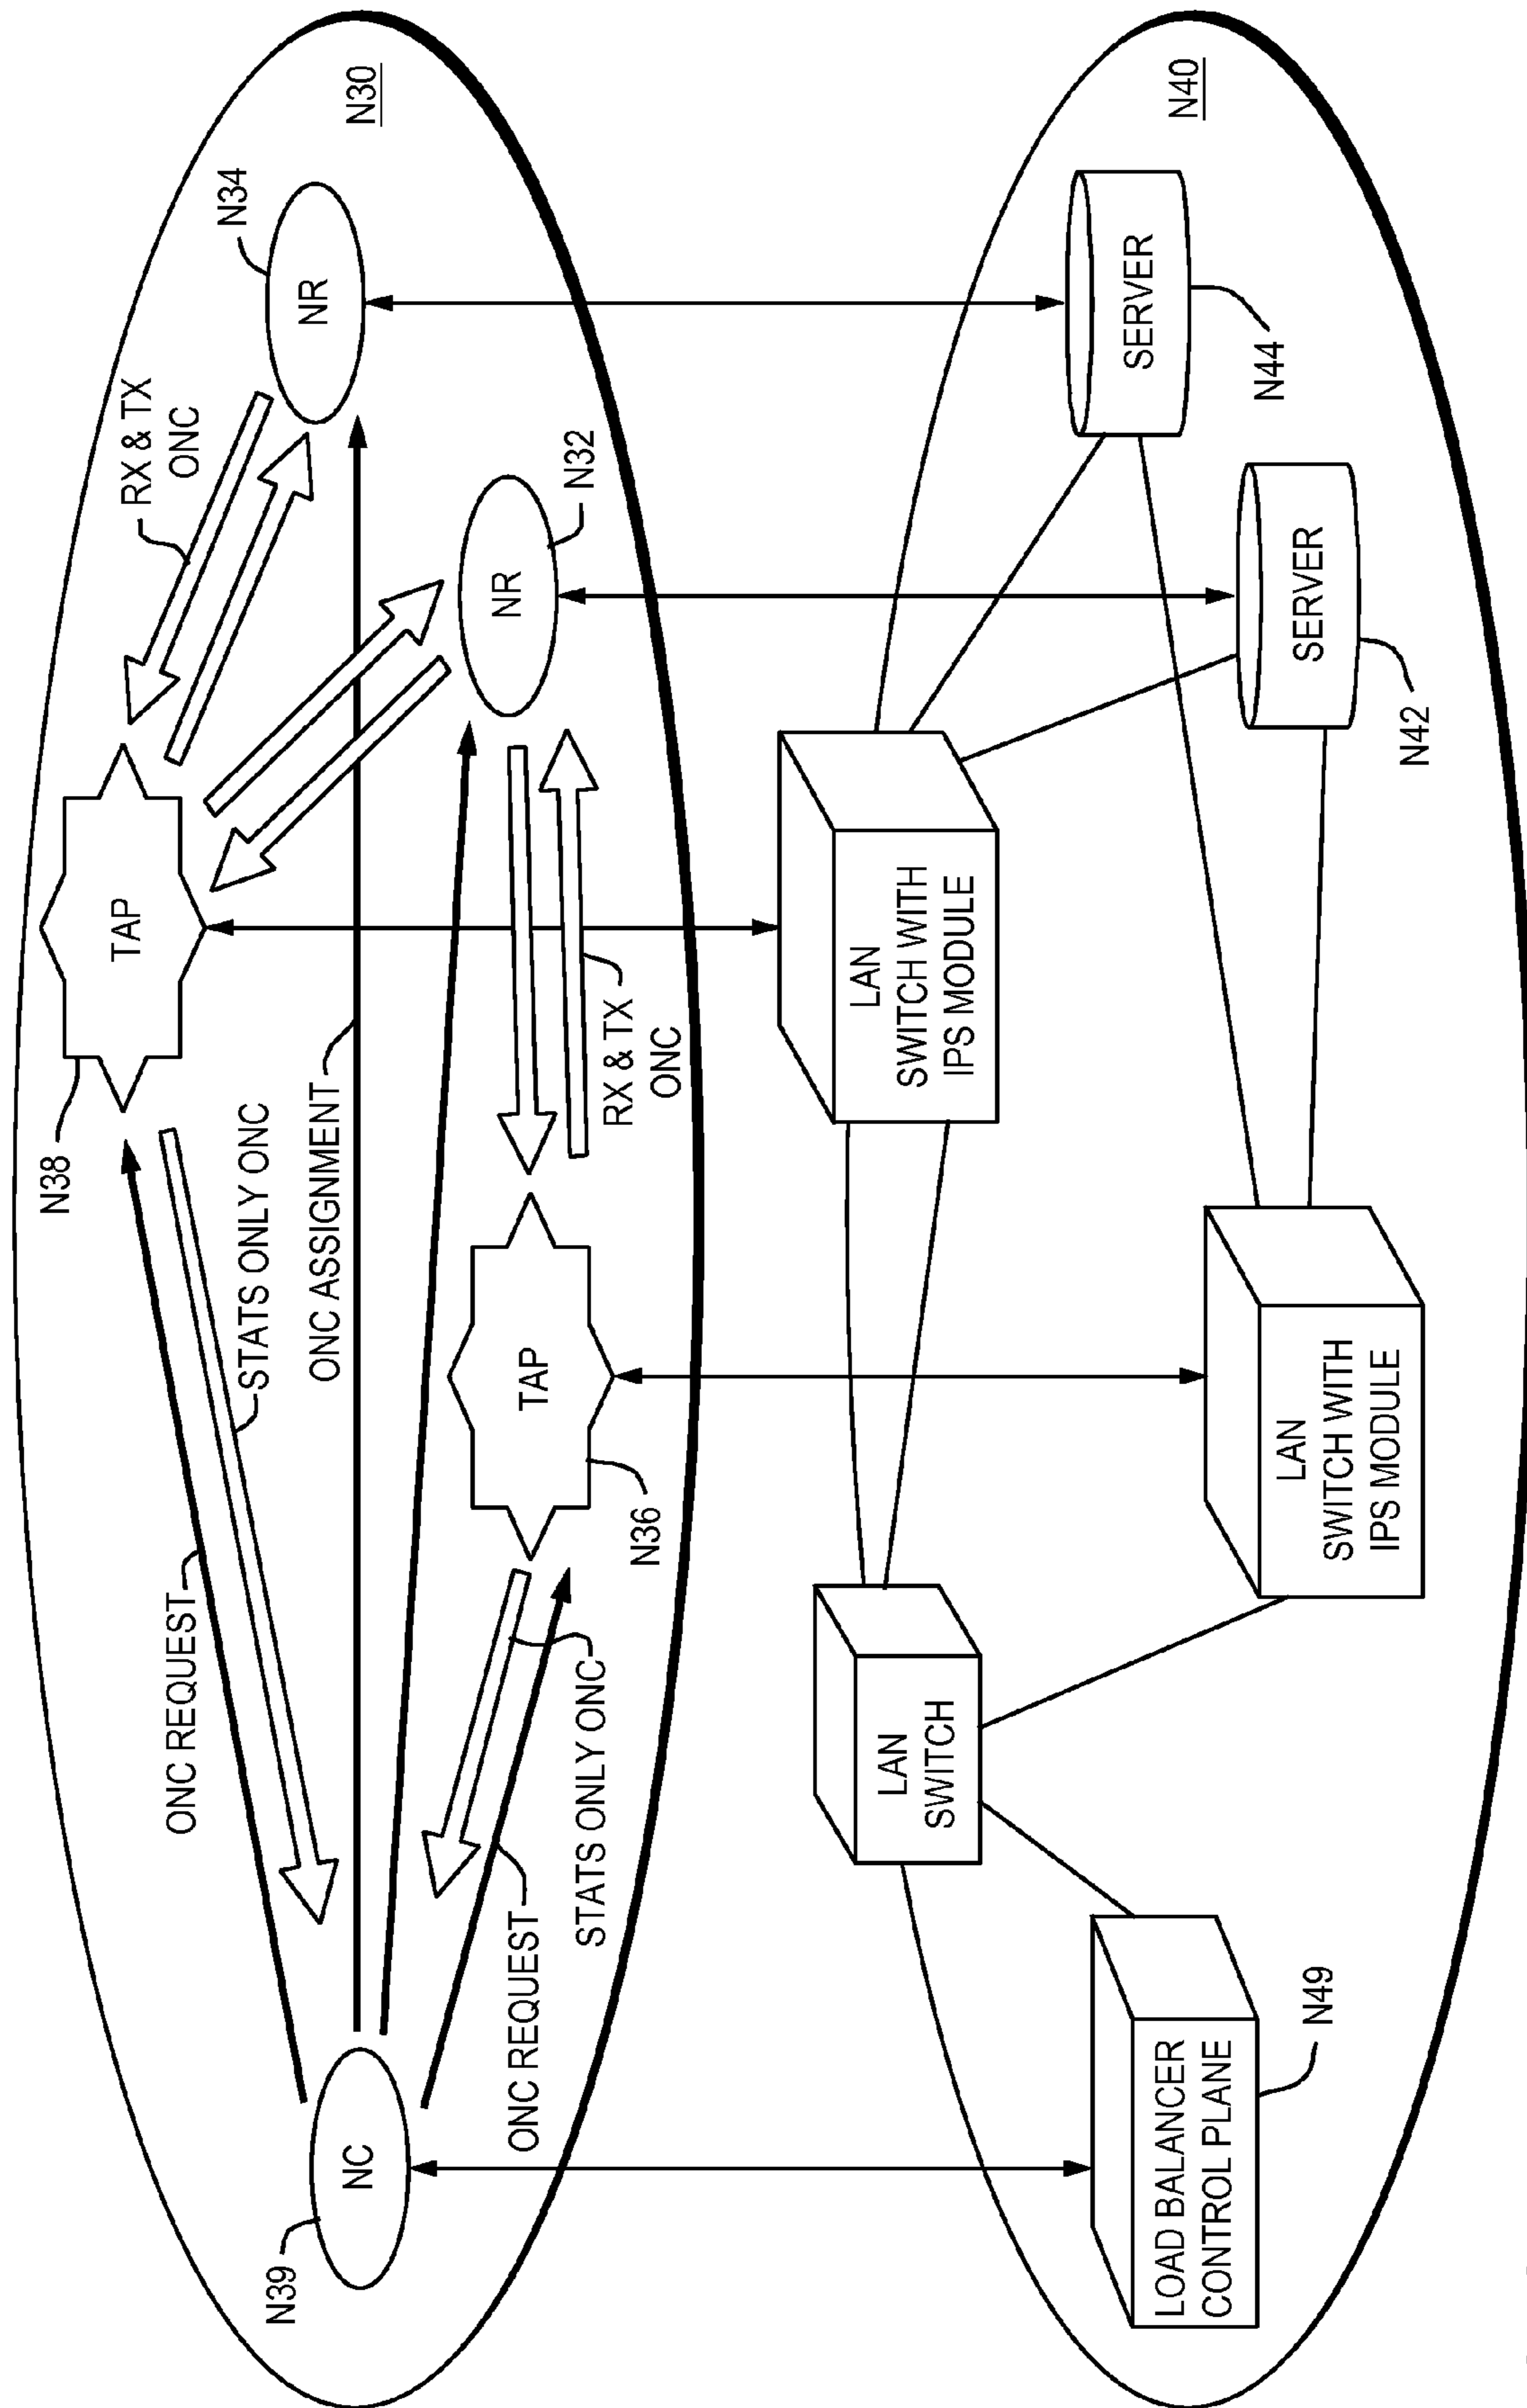 N30
N34
NR
RX & TX
ONC
N32
NR
TAP
N38
RX & TX
ONC
STATS ONLY ONC
ONC ASSIGNMENT
TAP
N36
ONC REQUEST
STATS ONLY ONC
ONC REQUEST
NC
N39
N40
SERVER
N44
SERVER
N42
LAN
SWITCH WITH
IPS MODULE
LAN
SWITCH WITH
IPS MODULE
LAN
SWITCH
LOAD BALANCER
CONTROL PLANE
N49